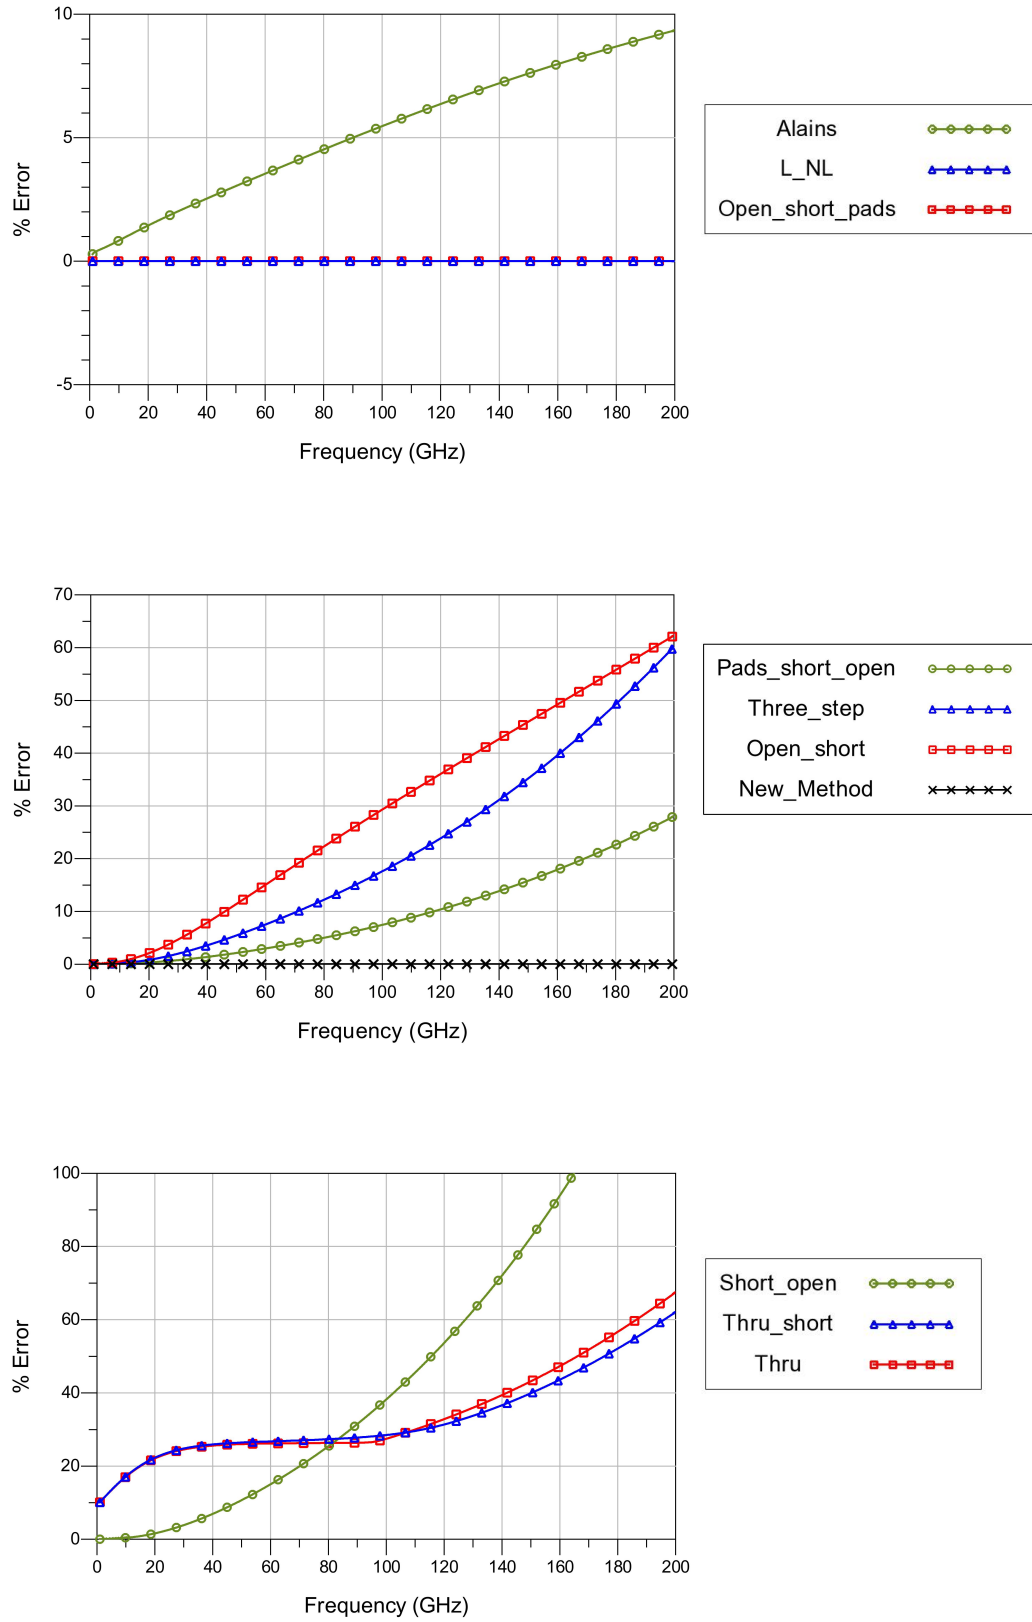 10
5
0
-5
% Error
0 20 40 60 80 100 120 140 160 180 200
Frequency (GHz)
Alains
L_NL
Open_short_pads
70
60
50
40
30
20
10
0
% Error
0 20 40 60 80 100 120 140 160 180 200
Frequency (GHz)
Pads_short_open
Three_step
Open_short
New_Method
100
80
60
40
20
0
% Error
0 20 40 60 80 100 120 140 160 180 200
Frequency (GHz)
Short_open
Thru_short
Thru